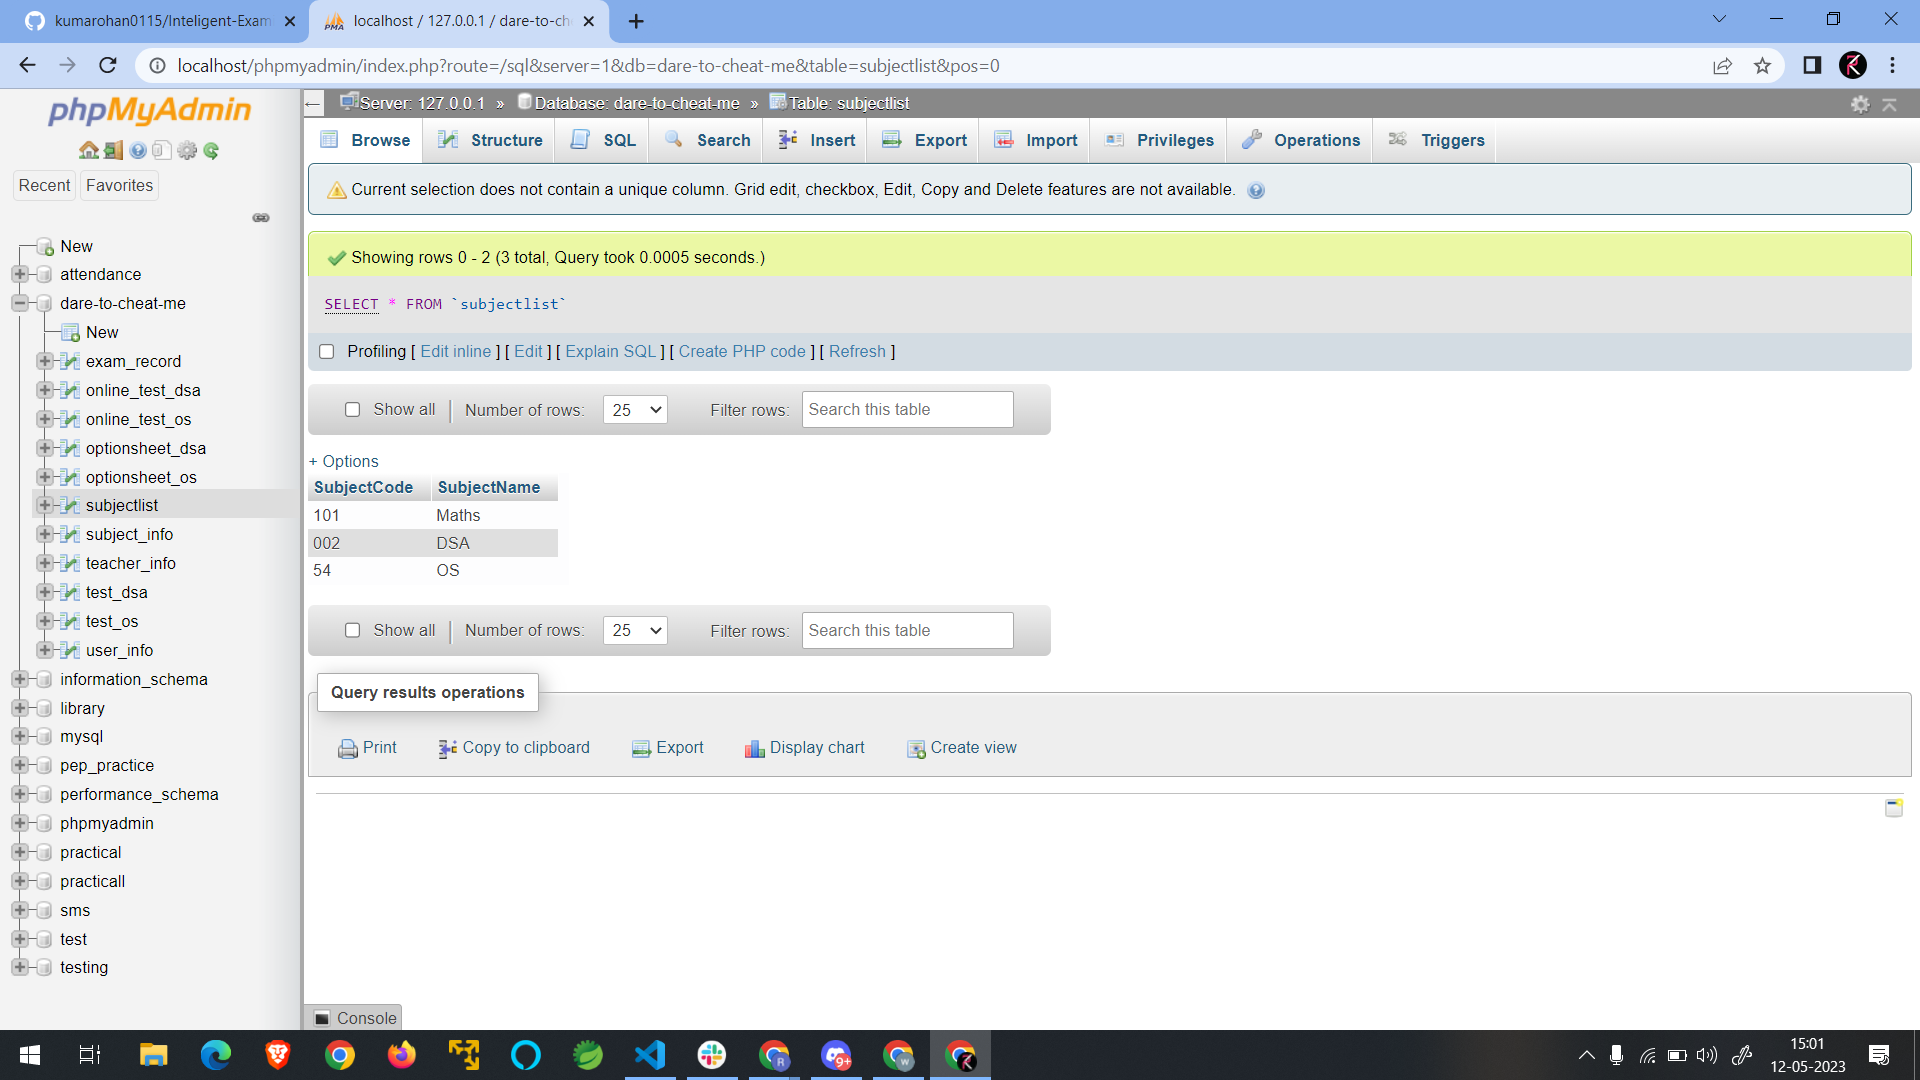 kumarohan0115/Inteligent-Exam
localhost / 127.0.0.1 / dare-to-ch
localhost/phpmyadmin/index.php?route=/sql&server=1&db=dare-to-cheat-me&table=subjectlist&pos=0
phpMyAdmin
Recent Favorites
New
attendance
dare-to-cheat-me
New
exam_record
online_test_dsa
online_test_os
optionsheet_dsa
optionsheet_os
subjectlist
subject_info
teacher_info
test_dsa
test_os
user_info
information_schema
library
mysql
pep_practice
performance_schema
phpmyadmin
practical
practicall
sms
test
testing
Server: 127.0.0.1 » Database: dare-to-cheat-me » Table: subjectlist
Browse Structure SQL Search Insert Export Import Privileges Operations Triggers
Current selection does not contain a unique column. Grid edit, checkbox, Edit, Copy and Delete features are not available.
Showing rows 0 - 2 (3 total, Query took 0.0005 seconds.)
SELECT * FROM `subjectlist`
Profiling [ Edit inline ] [ Edit ] [ Explain SQL ] [ Create PHP code ] [ Refresh ]
Show all | Number of rows: 25 Filter rows: Search this table
+ Options
SubjectCode SubjectName
101 Maths
002 DSA
54 OS
Show all | Number of rows: 25 Filter rows: Search this table
Query results operations
Print Copy to clipboard Export Display chart Create view
Console
15:01
12-05-2023
PMA
9+
R
W